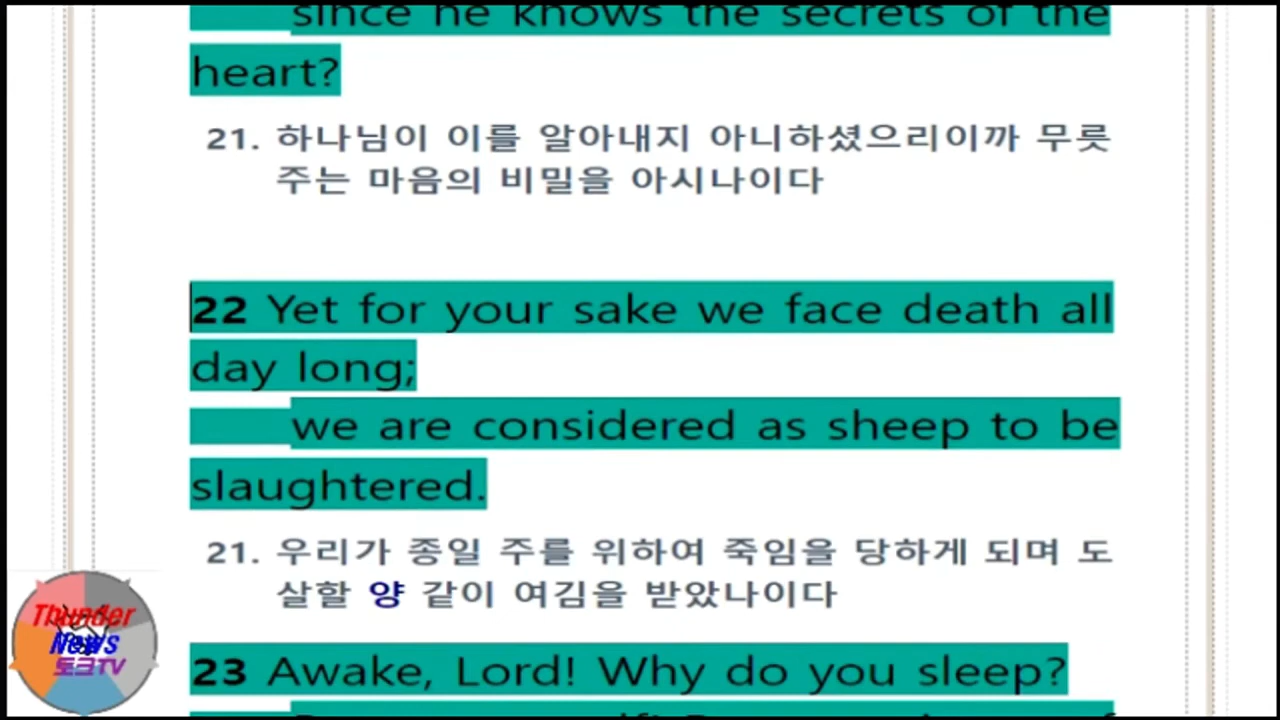 since he knows the secrets of the
heart?
21. 하나님이 이를 알아내지 아니하셨으리이까 무릇
주는 마음의 비밀을 아시나이다
22 Yet for your sake we face death all
day long;
we are considered as sheep to be
slaughtered.
21. 우리가 종일 주를 위하여 죽임을 당하게 되며 도
살할 양 같이 여김을 받았나이다
Thunder
News
토크TV
23 Awake, Lord! Why do you sleep?